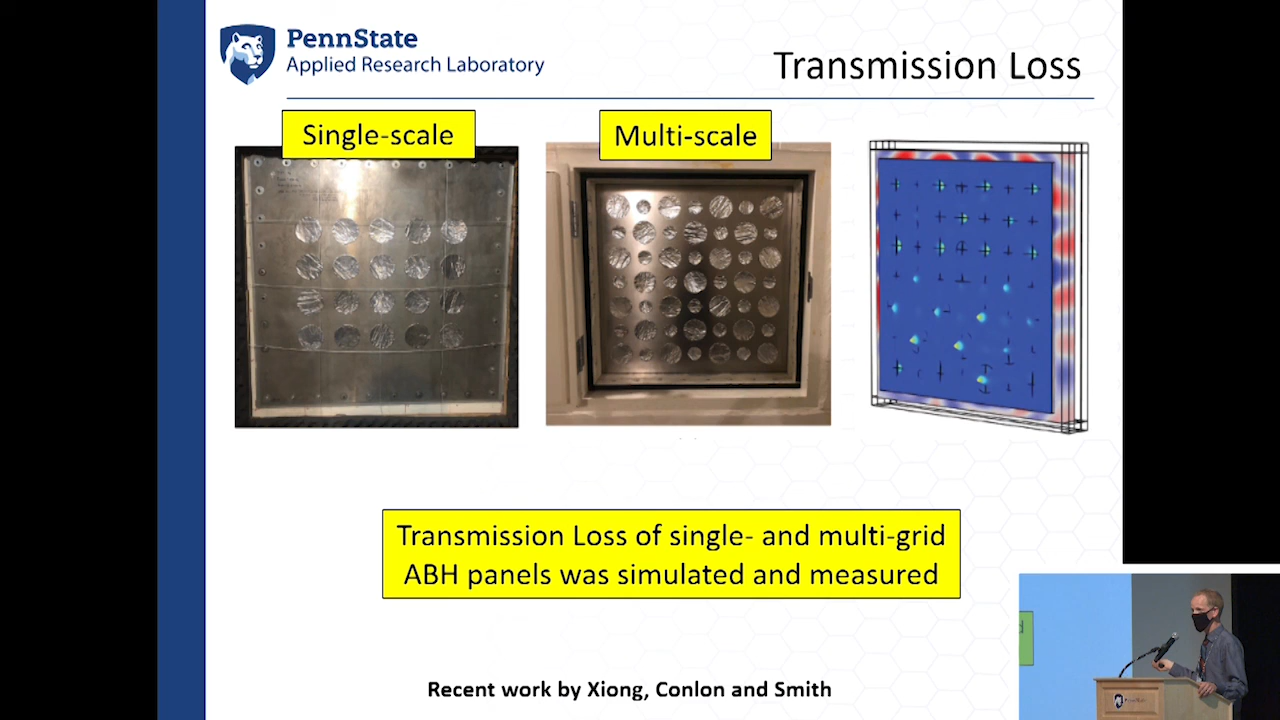 PennState
Applied Research Laboratory
Transmission Loss
Single-scale
Multi-scale
Transmission Loss of single- and multi-grid
ABH panels was simulated and measured
Recent work by Xiong, Conlon and Smith
PennState